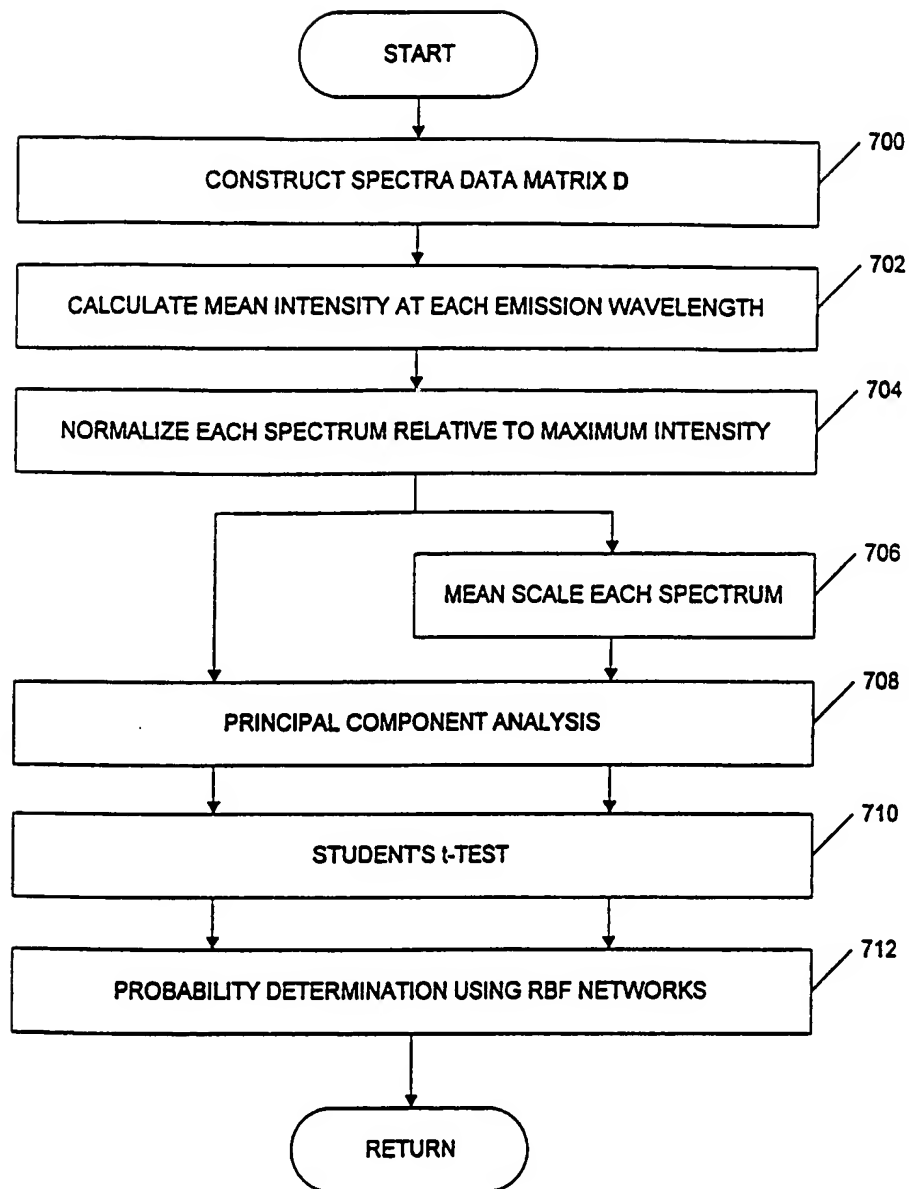 START
700
CONSTRUCT SPECTRA DATA MATRIX D
702
CALCULATE MEAN INTENSITY AT EACH EMISSION WAVELENGTH
704
NORMALIZE EACH SPECTRUM RELATIVE TO MAXIMUM INTENSITY
706
MEAN SCALE EACH SPECTRUM
708
PRINCIPAL COMPONENT ANALYSIS
710
STUDENT'S t-TEST
712
PROBABILITY DETERMINATION USING RBF NETWORKS
RETURN